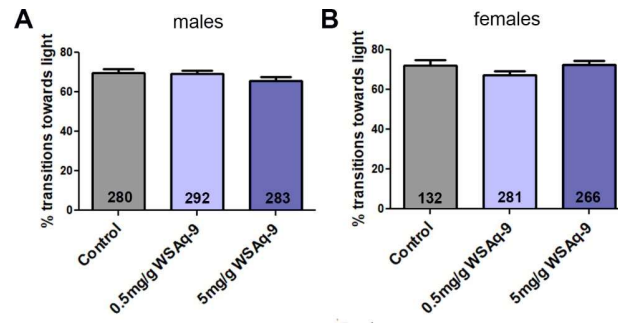 A
males
% transitions towards light
80
60
40
20
0
280
292
283
Control
0.5mg/g WSAq-9
5mg/g WSAq-9
B
females
% transitions towards light
80
60
40
20
0
132
281
266
Control
0.5mg/g WSAq-9
5mg/g WSAq-9